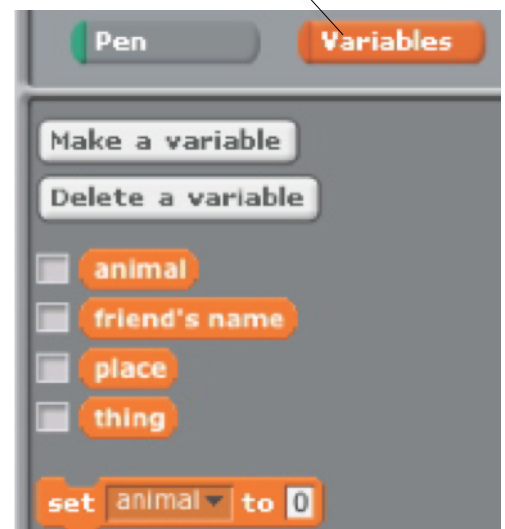 Pen Variables
Make a variable
Delete a variable
animal
friend's name
place
thing
set animal to 0